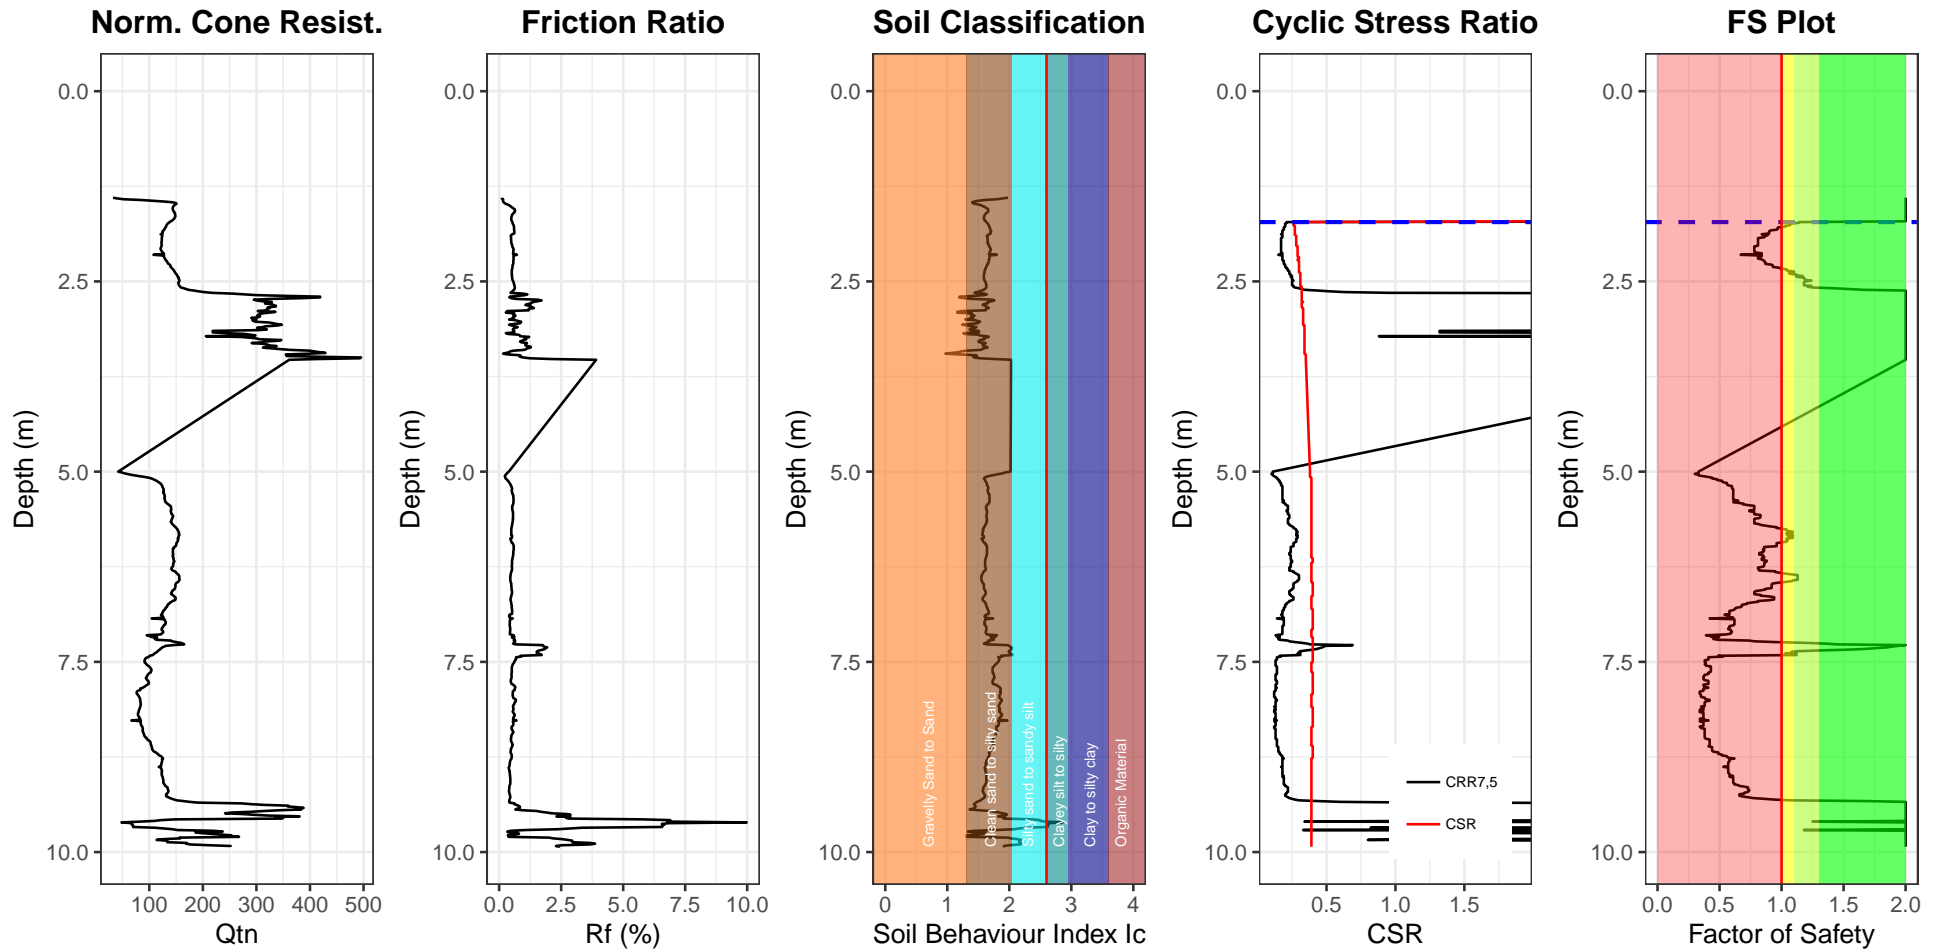 Norm. Cone Resist.
Friction Ratio
Soil Classification
Cyclic Stress Ratio
FS Plot
Depth (m)
0.0
2.5
5.0
7.5
10.0
100 200 300 400 500
Qtn
Depth (m)
0.0
2.5
5.0
7.5
10.0
0.0 2.5 5.0 7.5 10.0
Rf (%)
Depth (m)
0.0
2.5
5.0
7.5
10.0
Gravelly Sand to Sand
Clean sand to silty sand
Silty sand to sandy silt
Clayey silt to silty
Clay to silty clay
Organic Material
0 1 2 3 4
Soil Behaviour Index Ic
Depth (m)
0.0
2.5
5.0
7.5
10.0
CRR7,5
CSR
0.5 1.0 1.5
CSR
Depth (m)
0.0
2.5
5.0
7.5
10.0
0.0 0.5 1.0 1.5 2.0
Factor of Safety